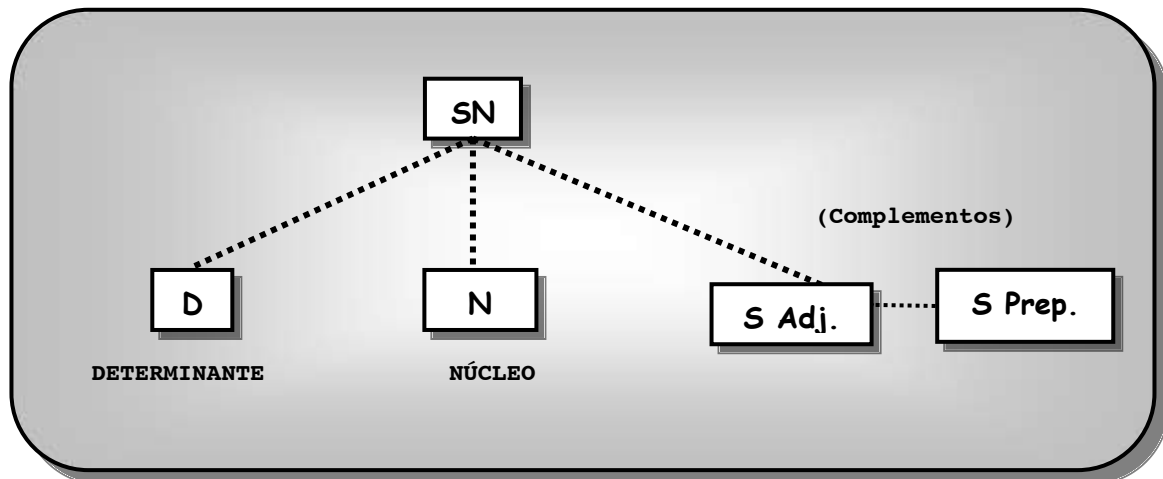 SN
(Complementos)
D
N
S Adj.
S Prep.
DETERMINANTE
NÚCLEO